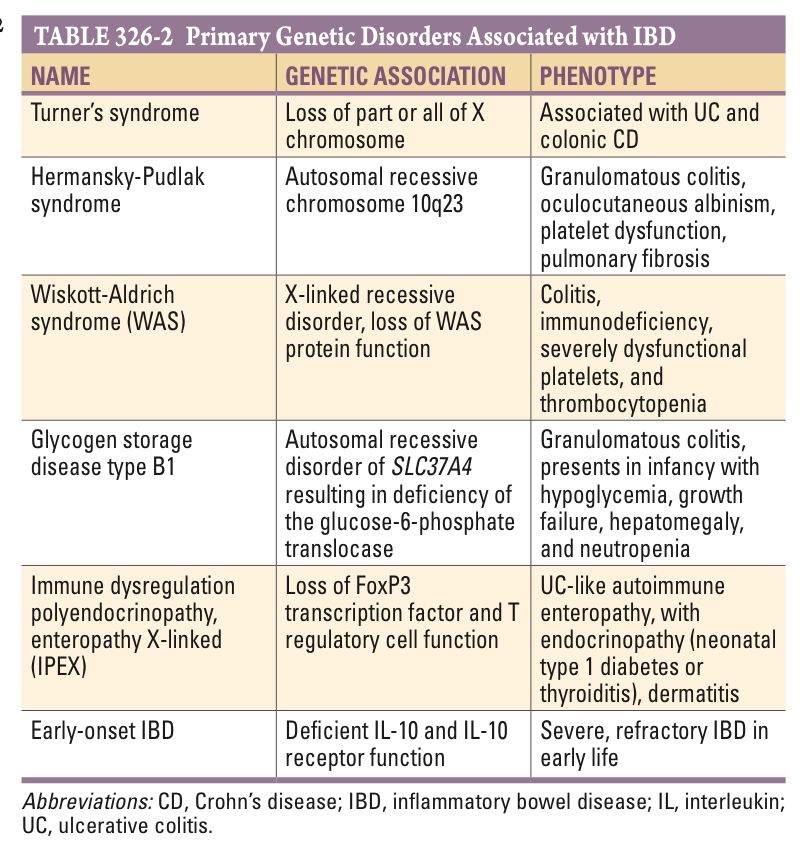 TABLE 326-2 Primary Genetic Disorders Associated with IBD
NAME GENETIC ASSOCIATION PHENOTYPE
Turner’s syndrome
Loss of part or all of X
chromosome
Associated with UC and
colonic CD
Hermansky-Pudlak
syndrome
Autosomal recessive
chromosome 10q23
Granulomatous colitis,
oculocutaneous albinism,
platelet dysfunction,
pulmonary fibrosis
Wiskott-Aldrich
syndrome (WAS)
X-linked recessive
disorder, loss of WAS
protein function
Colitis,
immunodeficiency,
severely dysfunctional
platelets, and
thrombocytopenia
Glycogen storage
disease type B1
Autosomal recessive
disorder of SLC37A4
resulting in deficiency of
the glucose-6-phosphate
translocase
Granulomatous colitis,
presents in infancy with
hypoglycemia, growth
failure, hepatomegaly,
and neutropenia
Immune dysregulation
polyendocrinopathy,
enteropathy X-linked
(IPEX)
Loss of FoxP3
transcription factor and T
regulatory cell function
UC-like autoimmune
enteropathy, with
endocrinopathy (neonatal
type 1 diabetes or
thyroiditis), dermatitis
Early-onset IBD
Deficient IL-10 and IL-10
receptor function
Severe, refractory IBD in
early life
Abbreviations: CD, Crohn’s disease; IBD, inflammatory bowel disease; IL, interleukin;
UC, ulcerative colitis.